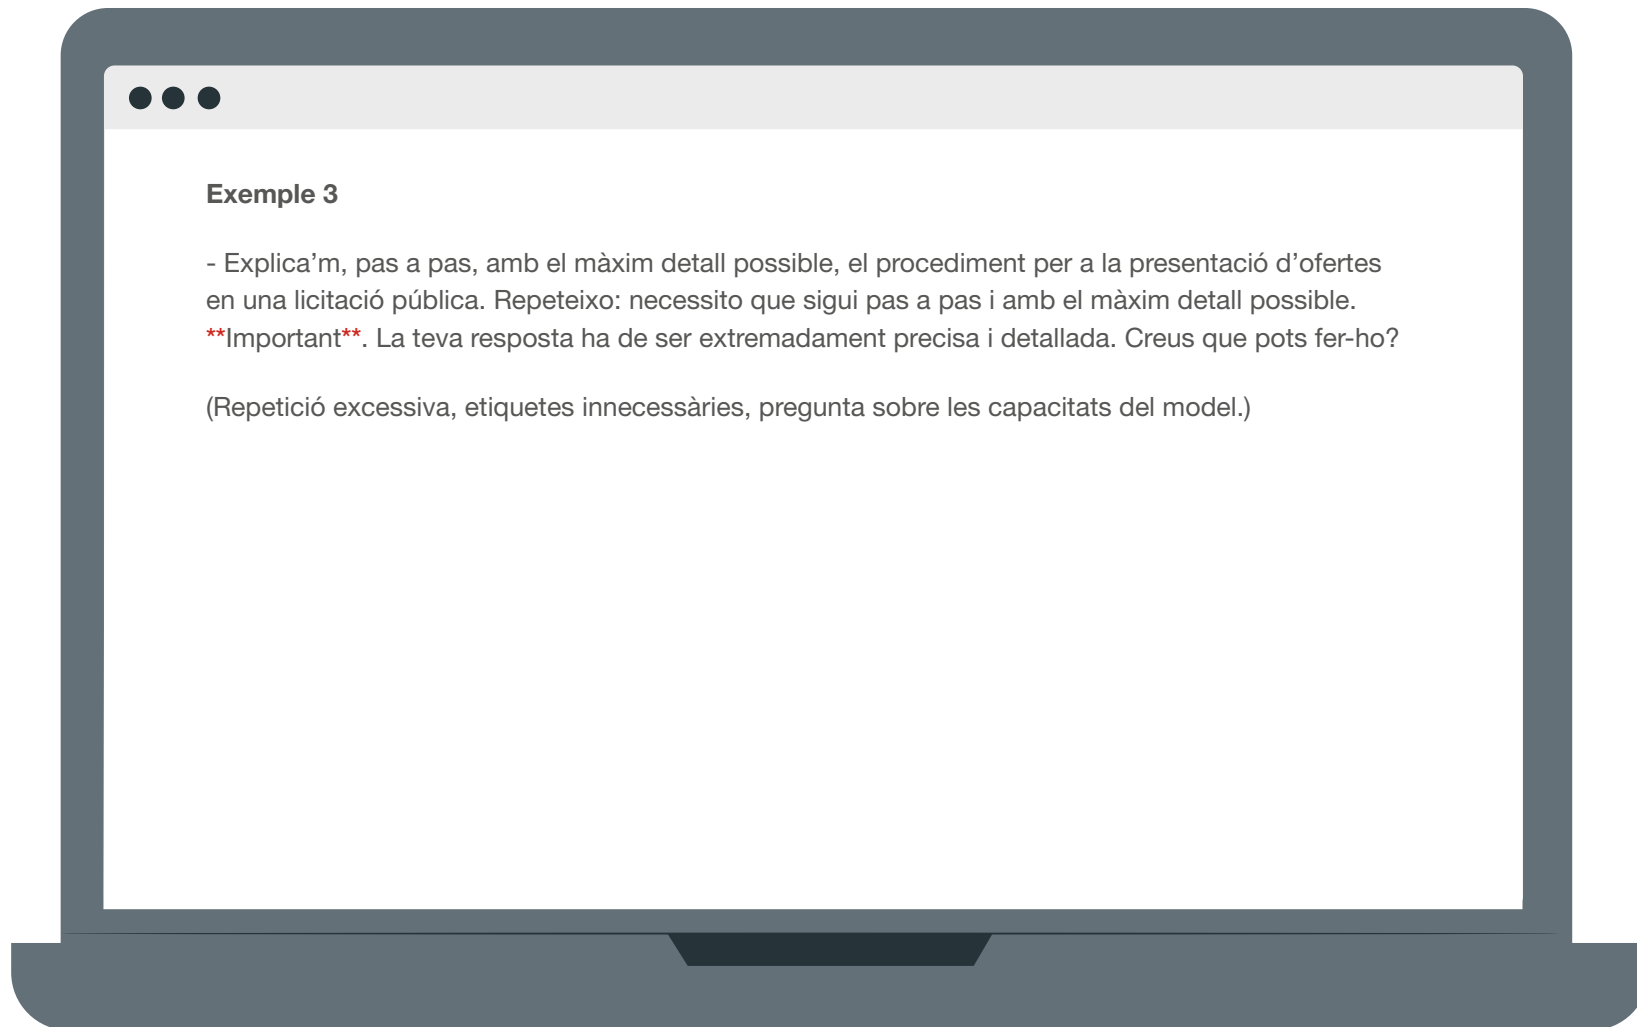 Exemple 3
- Explica’m, pas a pas, amb el màxim detall possible, el procediment per a la presentació d’ofertes
en una licitació pública. Repeteixo: necessito que sigui pas a pas i amb el màxim detall possible.
**Important**. La teva resposta ha de ser extremadament precisa i detallada. Creus que pots fer-ho?
(Repetició excessiva, etiquetes innecessàries, pregunta sobre les capacitats del model.)